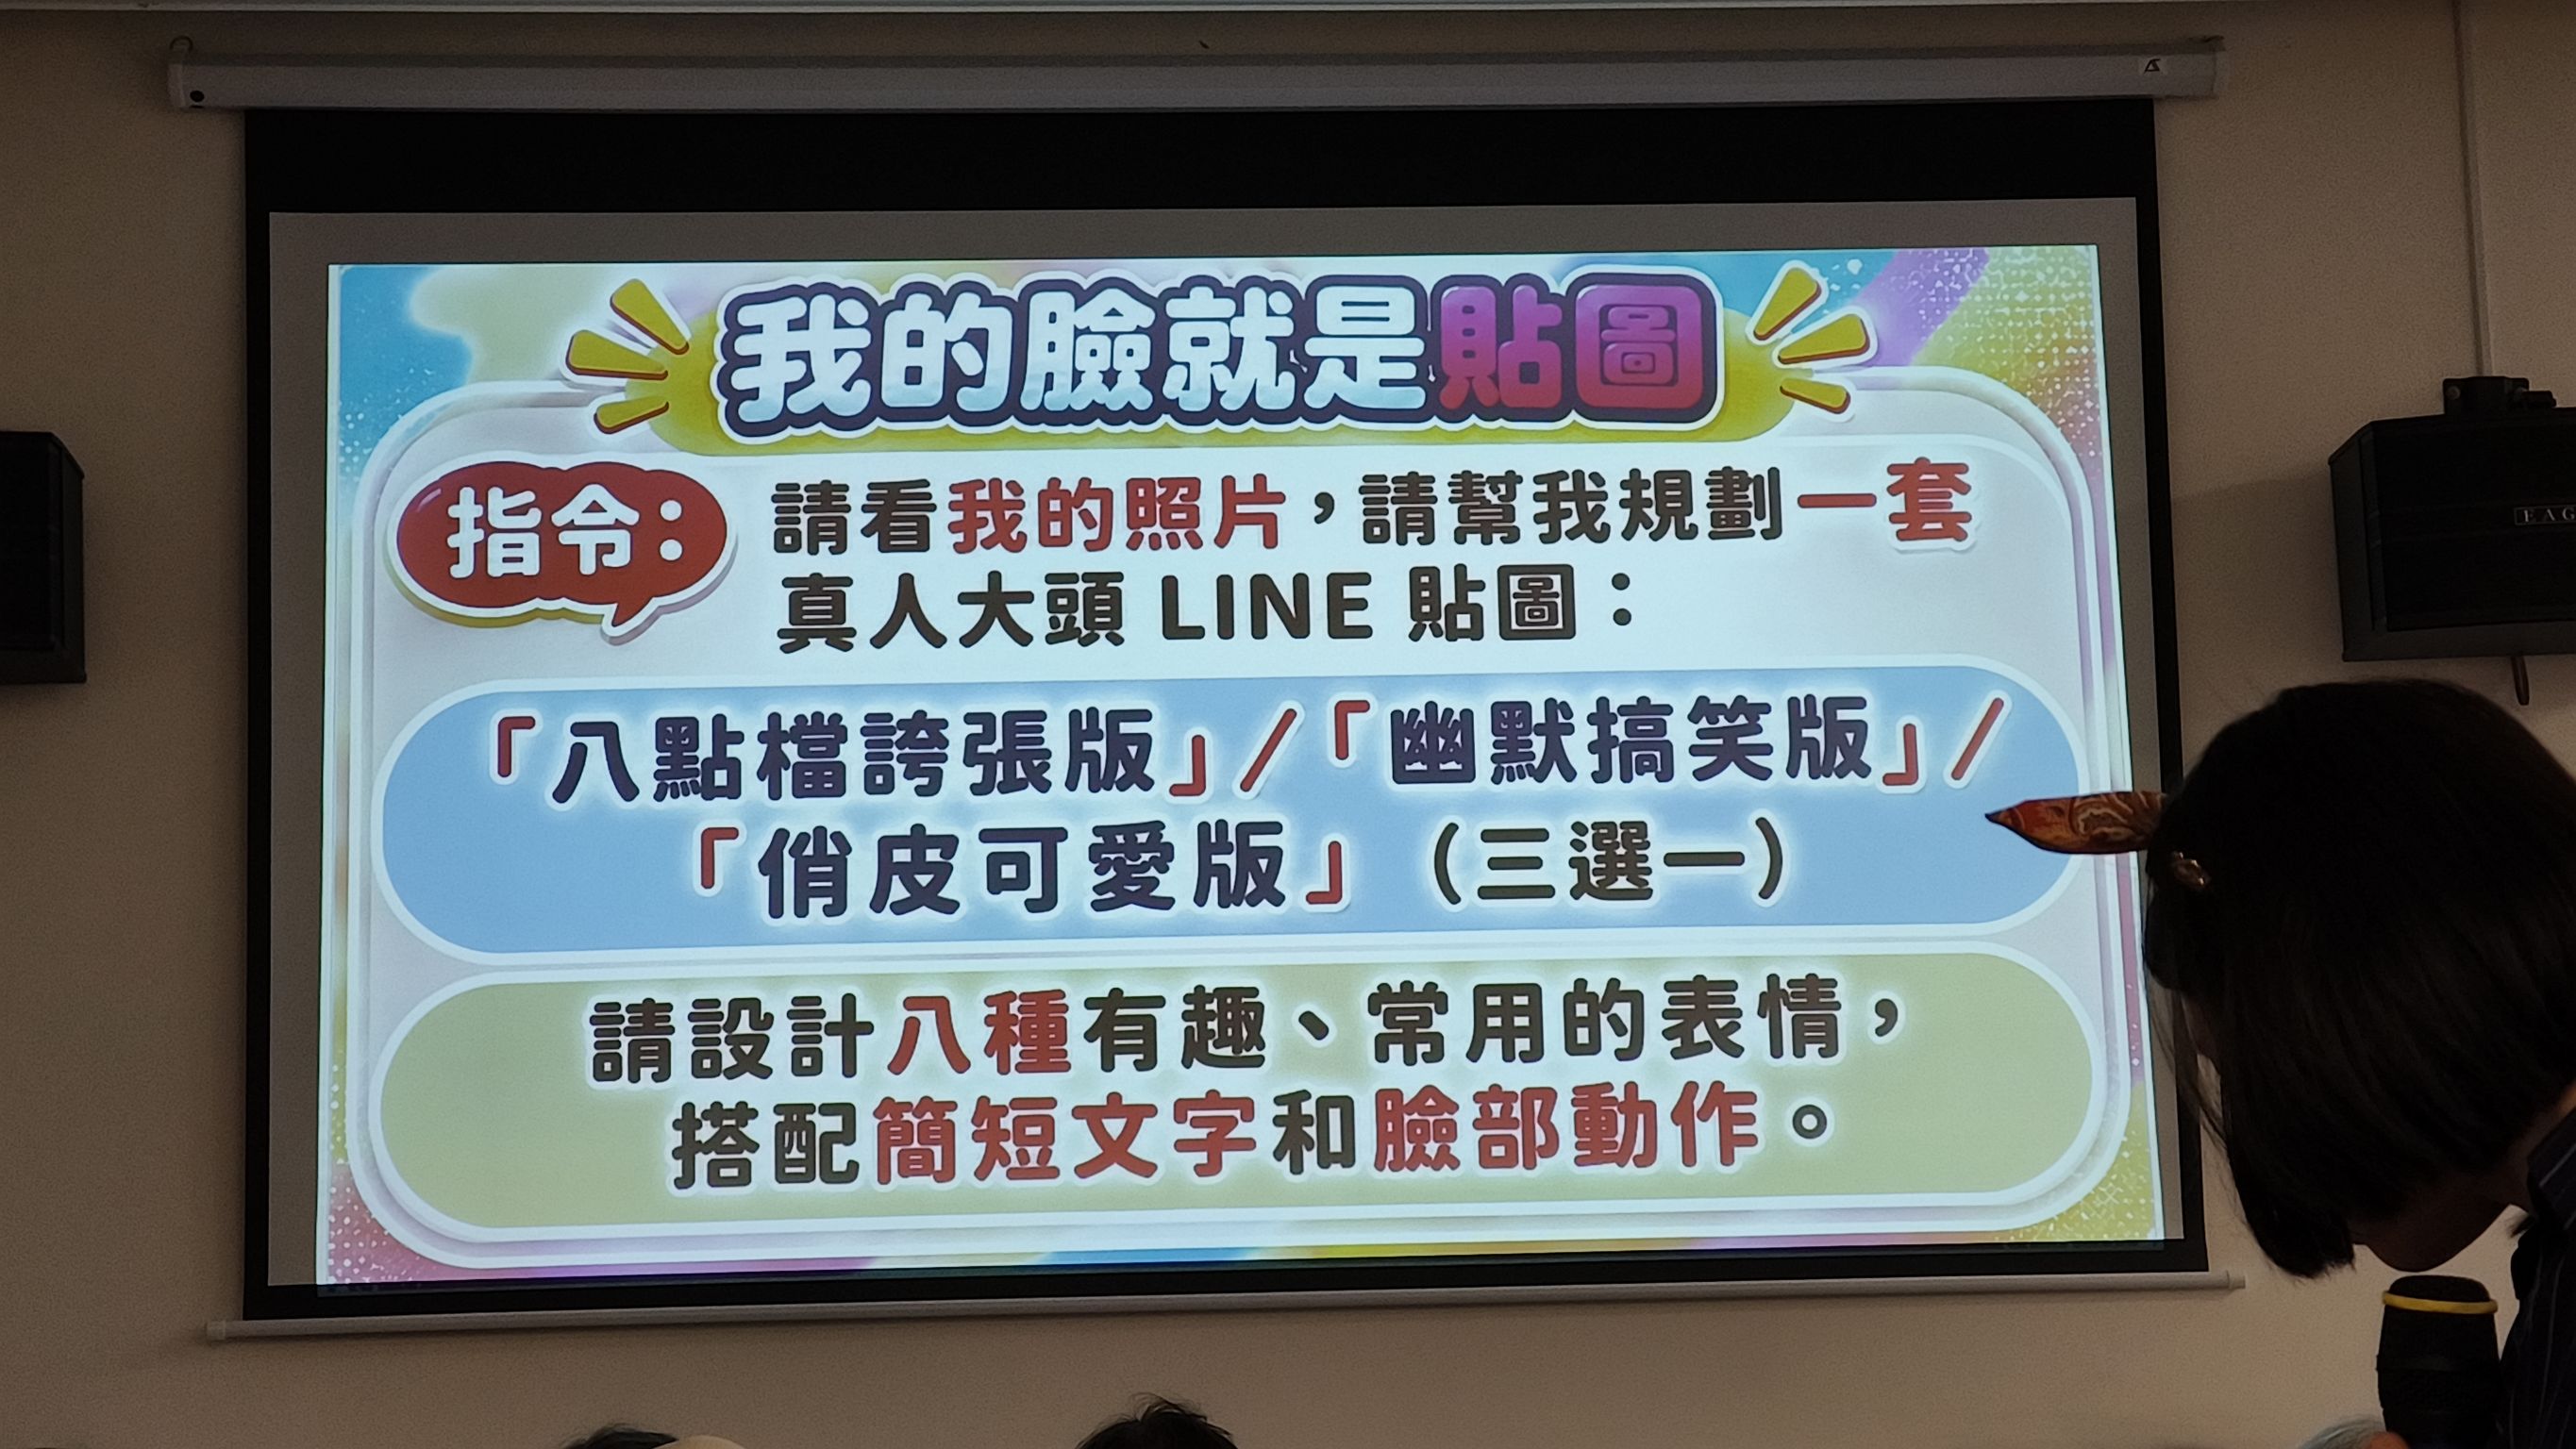 我的臉就是貼圖
指令：
請看我的照片，請幫我規劃一套
真人大頭 LINE 貼圖：
「八點檔誇張版」/「幽默搞笑版」/
「俏皮可愛版」（三選一）
請設計八種有趣、常用的表情，
搭配簡短文字和臉部動作。